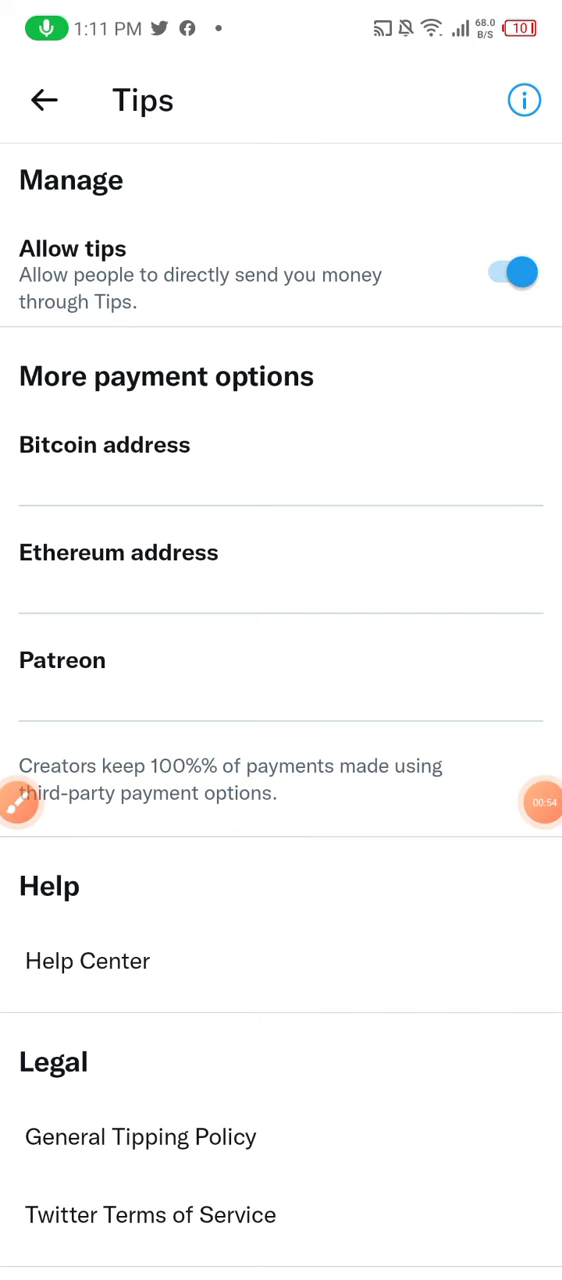 1:11 PM 68.0 B/S 10
Tips
Manage
Allow tips
Allow people to directly send you money
through Tips.
More payment options
Bitcoin address
Ethereum address
Patreon
Creators keep 100%% of payments made using
third-party payment options.
00:54
Help
Help Center
Legal
General Tipping Policy
Twitter Terms of Service